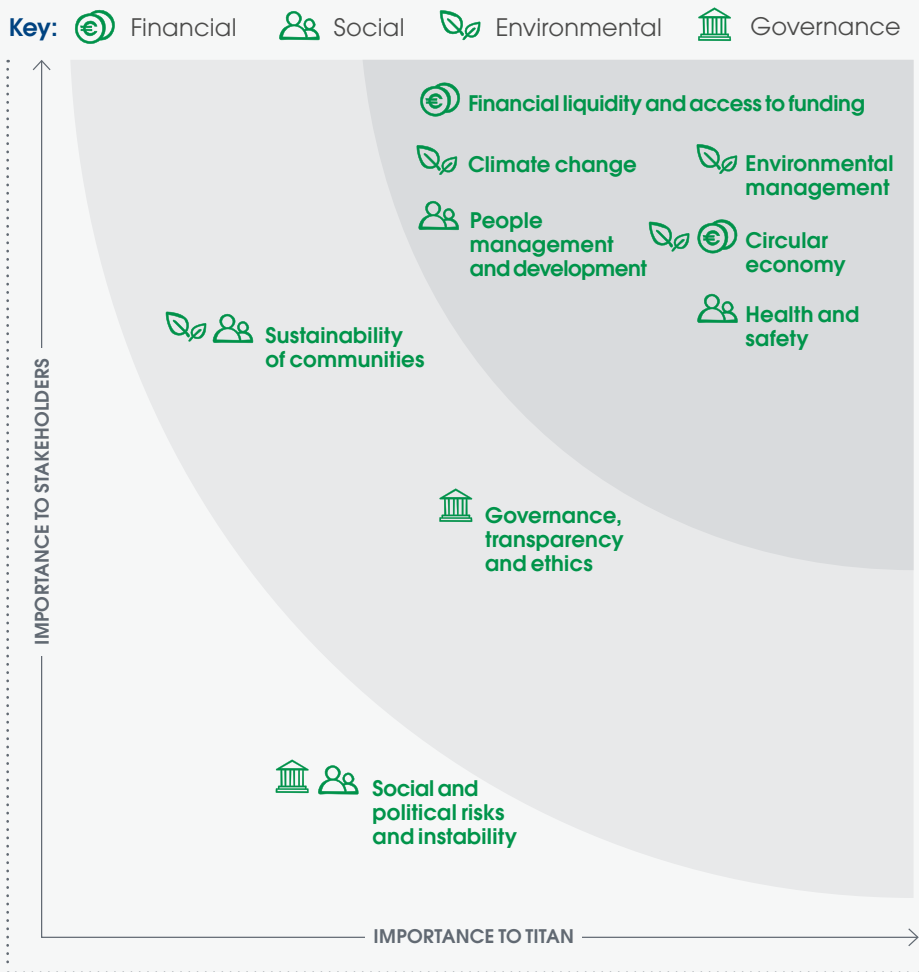 Key: Financial Social Environmental Governance
Financial liquidity and access to funding
Climate change
Environmental
management
People
management
and development
Circular
economy
Health and
safety
Sustainability
of communities
IMPORTANCE TO STAKEHOLDERS
Governance,
transparency
and ethics
Social and
political risks
and instability
IMPORTANCE TO TITAN